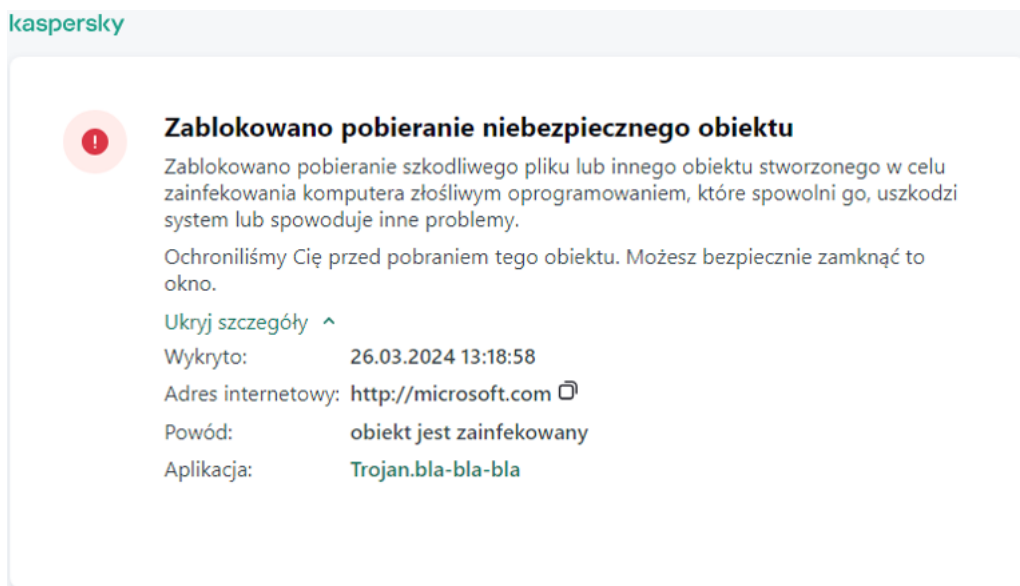 kaspersky
Zablokowano pobieranie niebezpiecznego obiektu
Zablokowano pobieranie szkodliwego pliku lub innego obiektu stworzonego w celu
zainfekowania komputera złośliwym oprogramowaniem, które spowolni go, uszkodzi
system lub spowoduje inne problemy.
Ochroniliśmy Cię przed pobraniem tego obiektu. Możesz bezpiecznie zamknąć to
okno.
Ukryj szczegóły
Wykryto: 26.03.2024 13:18:58
Adres internetowy: http://microsoft.com
Powód: obiekt jest zainfekowany
Aplikacja: Trojan.bla-bla-bla